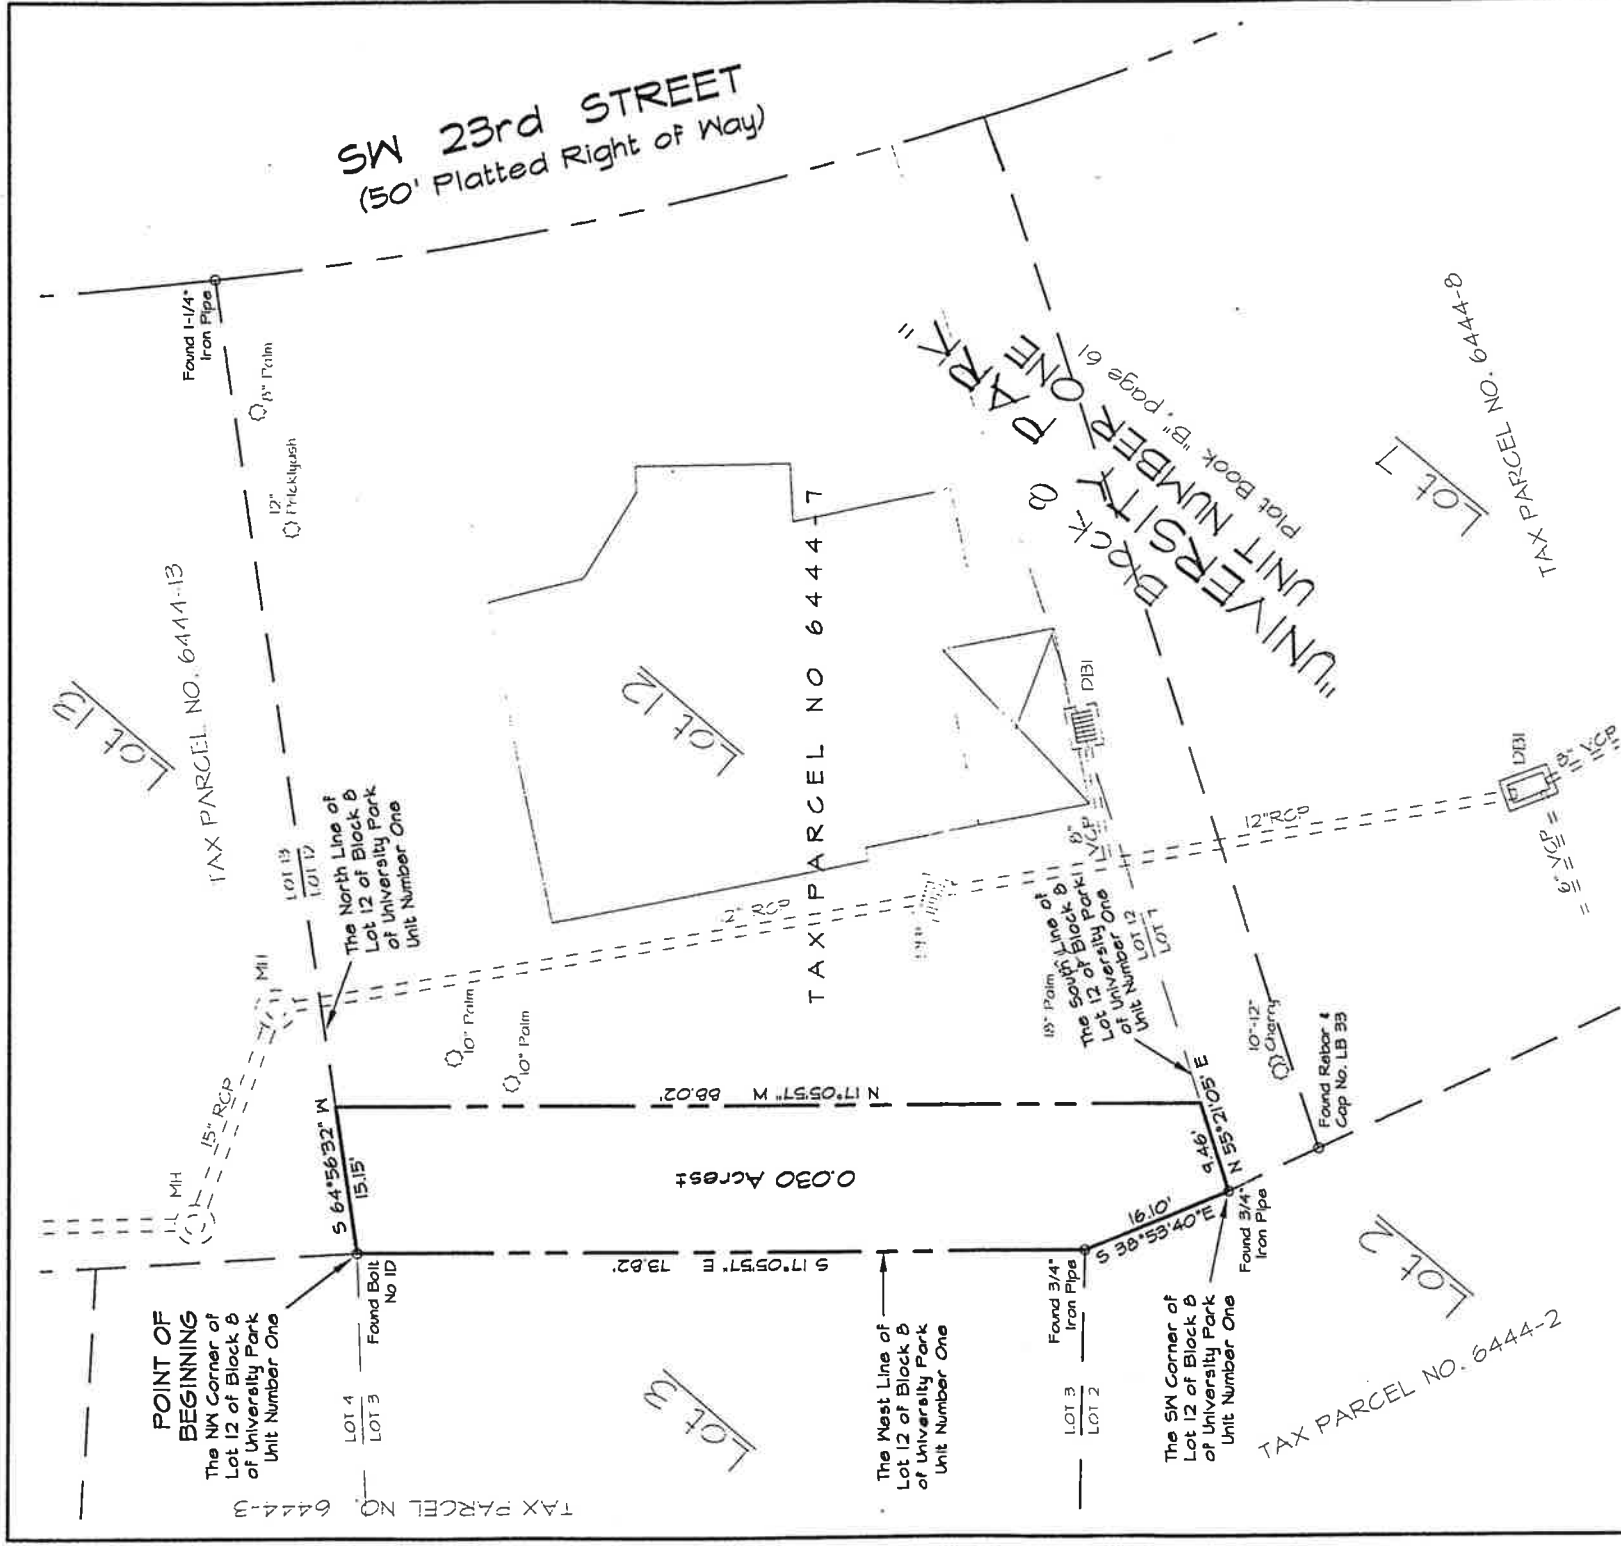 SW 23rd STREET
(50' Platted Right of Way)
Found 1-1/4"
Iron Pipe
Palm
12"
Pricklyash
Lot 13
TAX PARCEL NO. 6444-13
LOT 13
LOT 12
The North Line of
Lot 12 of Block 8
of University Park
Unit Number One
MH
15" RCP
MH
Lot 12
TAX PARCEL NO 6444-7
Block 8
"UNIVERSITY PARK"
UNIT NUMBER ONE
Plat Book "B", page 61
Lot 7
TAX PARCEL NO. 6444-8
DBI
8"
VCP
12" RCP
DBI
8" VCP
6" VCP
RCP
10" Palm
10" Palm
18" Palm
The South Line of
Lot 12 of Block 8
of University Park
Unit Number One
LOT 12
LOT 7
10"-12"
Cherry
Found Rebar &
Cap No. LB 33
S 64°56'32" W
15.15'
N 17°05'57" W 88.02'
0.030 Acres±
9.46'
N 55°21'05" E
16.10'
S 38°53'40" E
S 17°05'57" E 73.82'
Found 3/4"
Iron Pipe
Found 3/4"
Iron Pipe
Found Bolt
No ID
POINT OF
BEGINNING
The NW Corner of
Lot 12 of Block 8
of University Park
Unit Number One
LOT 4
LOT 3
Lot 3
TAX PARCEL NO. 6444-3
The West Line of
Lot 12 of Block 8
of University Park
Unit Number One
LOT 3
LOT 2
The SW Corner of
Lot 12 of Block 8
of University Park
Unit Number One
Lot 2
TAX PARCEL NO. 6444-2